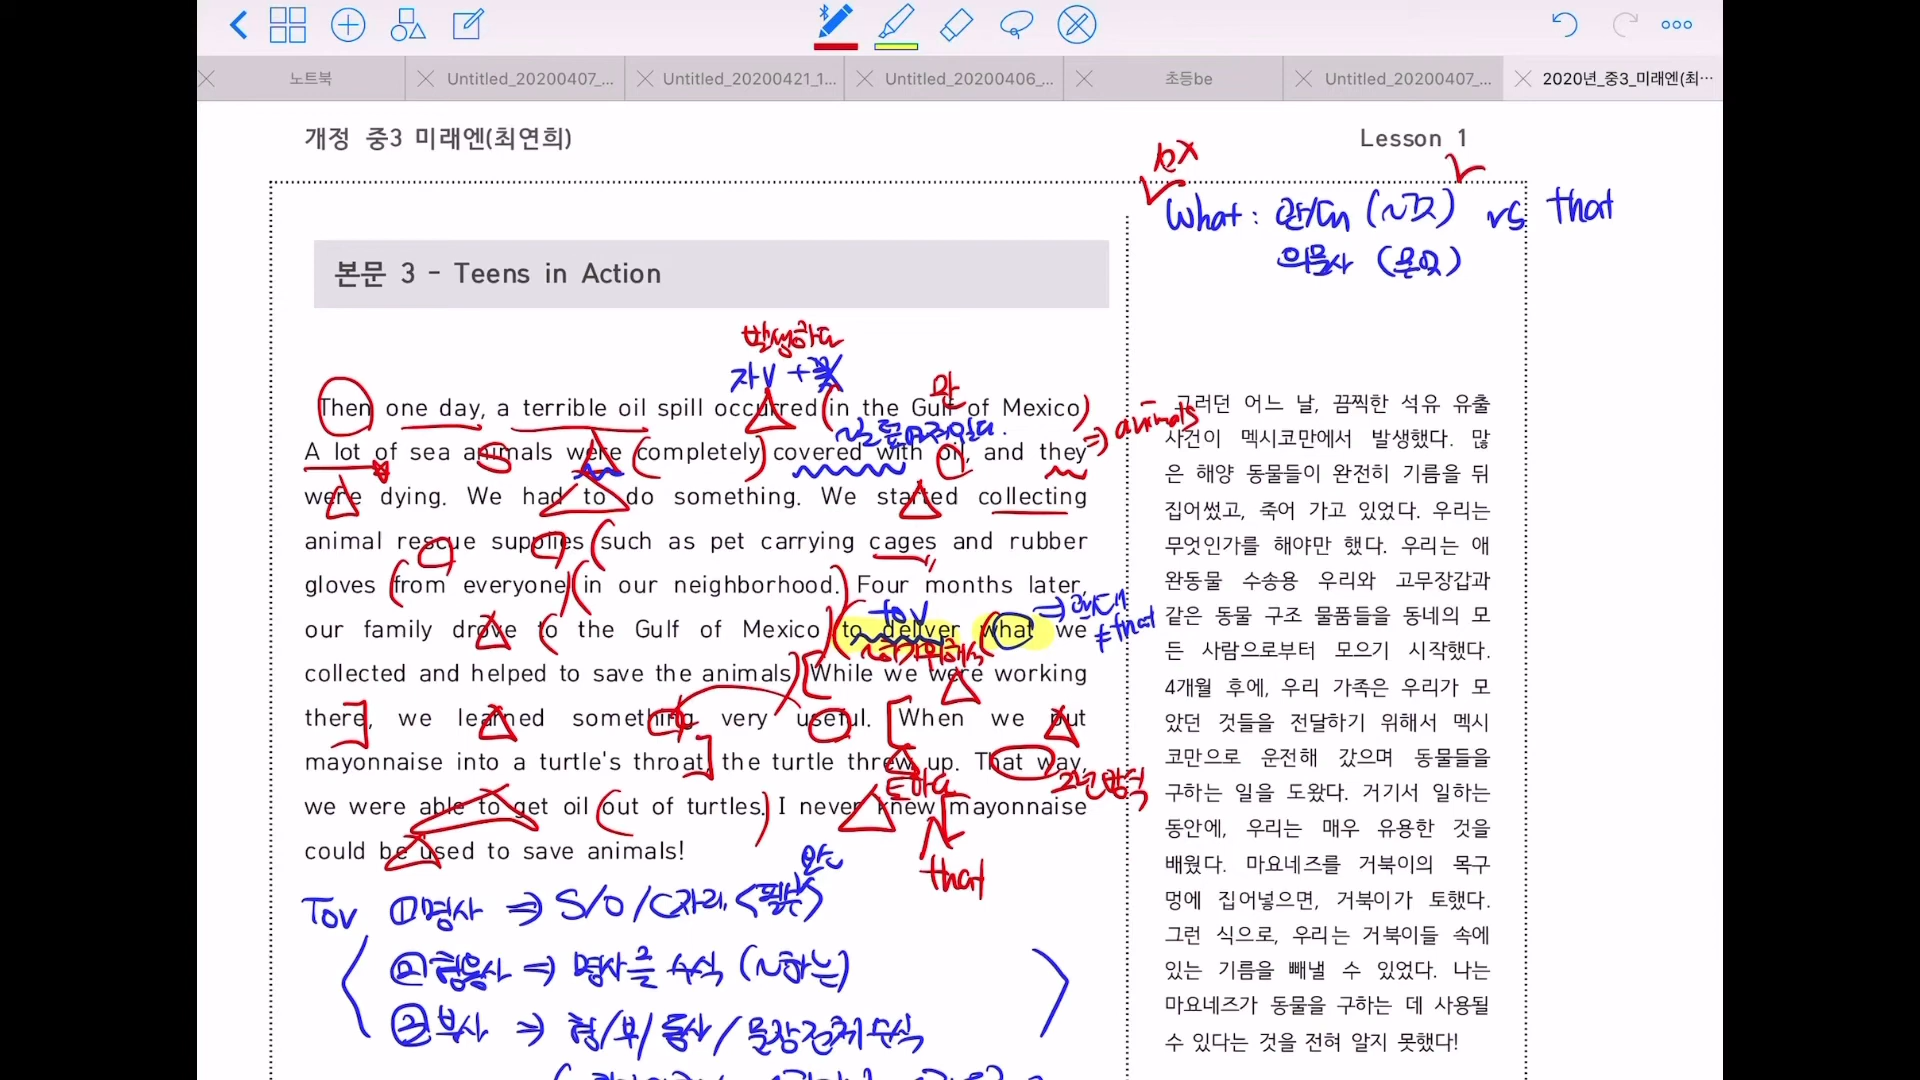 노트북 Untitled_20200407_... Untitled_20200421_1... Untitled_20200406_... 초등be Untitled_20200407_... 2020년_중3_미래엔(최...
개정 중3 미래엔(최연희)
Lesson 1
What : 관/대 (~것) vs that
의문사 (무엇)
본문 3 - Teens in Action
발생하다
자V +
만
Then one day, a terrible oil spill occurred in the Gulf of Mexico
⇒ animals
A lot of sea animals were completely covered with oil, and they
were dying. We had to do something. We started collecting
animal rescue supplies such as pet carrying cages and rubber
gloves from everyone in our neighborhood. Four months later,
toV
⇒ 관/대
≠ that
our family drove to the Gulf of Mexico to deliver what we
~하기 위해서
collected and helped to save the animals. While we were working
there, we learned something very useful. When we put
mayonnaise into a turtle's throat, the turtle threw up. That way,
토하다
그런 방식
we were able to get oil out of turtles. I never knew mayonnaise
that
could be used to save animals!
Tov ① 명사 ⇒ S/O/C자리
② 형용사 ⇒ 명사를 수식 (~하는)
③ 부사 ⇒ 형/부/동사/문장전체수식
그러던 어느 날, 끔찍한 석유 유출
사건이 멕시코만에서 발생했다. 많
은 해양 동물들이 완전히 기름을 뒤
집어썼고, 죽어 가고 있었다. 우리는
무엇인가를 해야만 했다. 우리는 애
완동물 수송용 우리와 고무장갑과
같은 동물 구조 물품들을 동네의 모
든 사람으로부터 모으기 시작했다.
4개월 후에, 우리 가족은 우리가 모
았던 것들을 전달하기 위해서 멕시
코만으로 운전해 갔으며 동물들을
구하는 일을 도왔다. 거기서 일하는
동안에, 우리는 매우 유용한 것을
배웠다. 마요네즈를 거북이의 목구
멍에 집어넣으면, 거북이가 토했다.
그런 식으로, 우리는 거북이들 속에
있는 기름을 빼낼 수 있었다. 나는
마요네즈가 동물을 구하는 데 사용될
수 있다는 것을 전혀 알지 못했다!